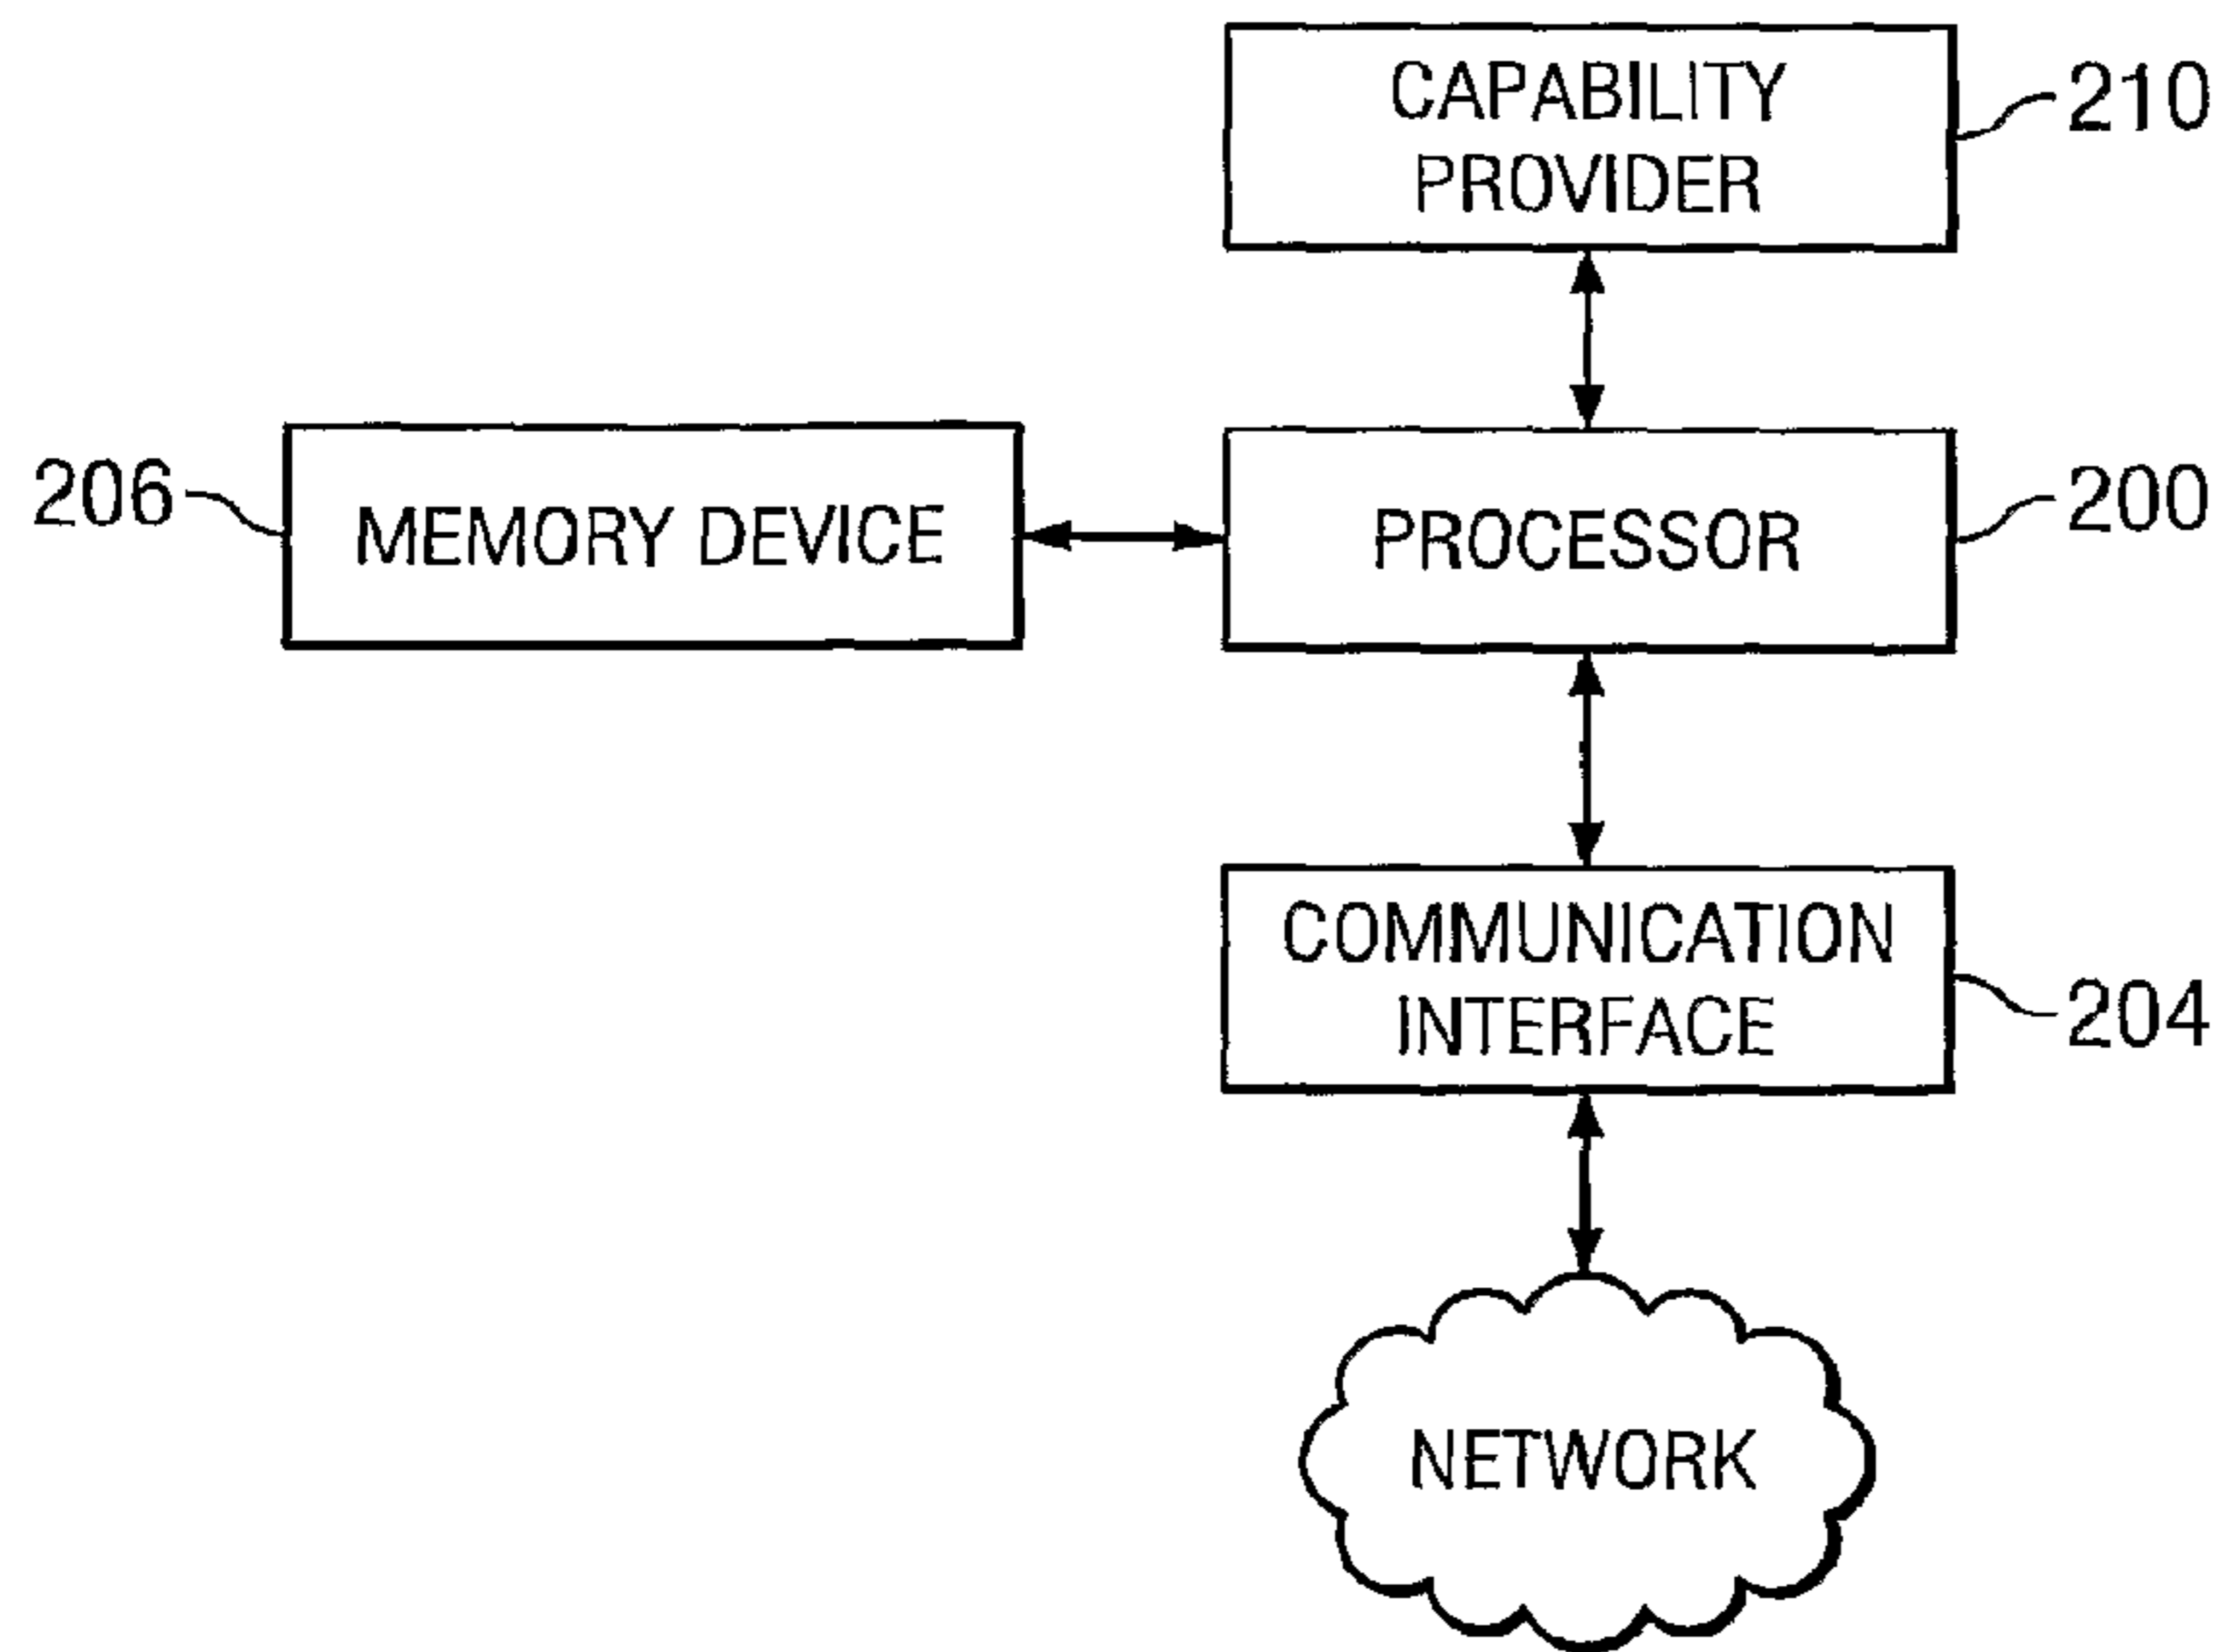 CAPABILITY
PROVIDER
210
206
MEMORY DEVICE
PROCESSOR
200
COMMUNICATION
INTERFACE
204
NETWORK